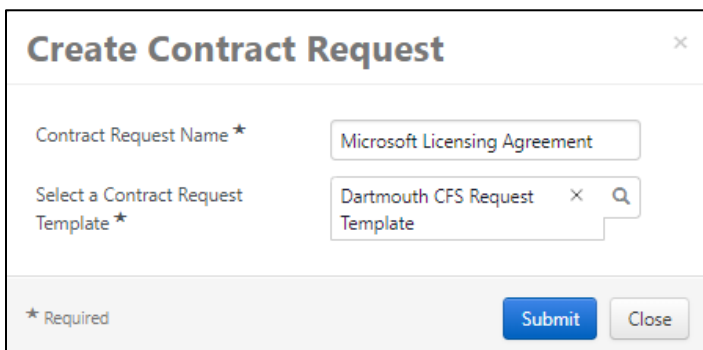 Create Contract Request ×
Contract Request Name ★ Microsoft Licensing Agreement
Select a Contract Request Template ★ Dartmouth CFS Request Template ×
★ Required Submit Close